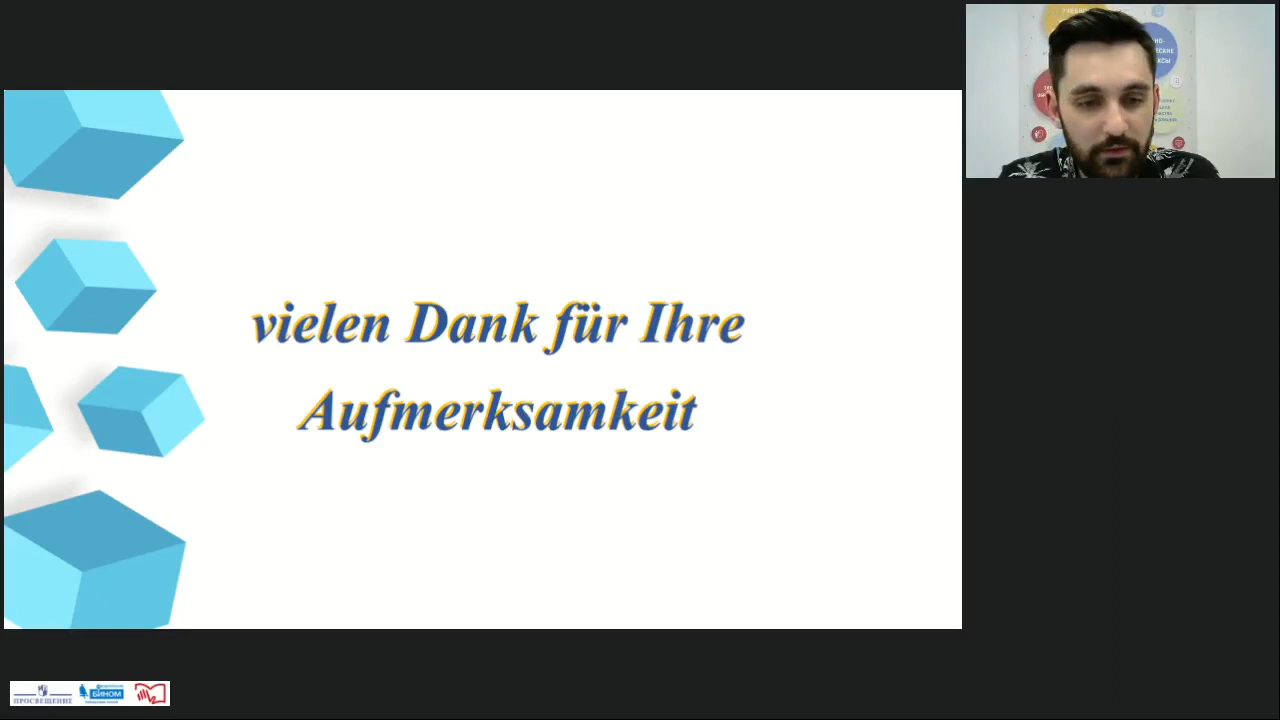 vielen Dank für Ihre
Aufmerksamkeit
ПРОСВЕЩЕНИЕ
БИНОМ